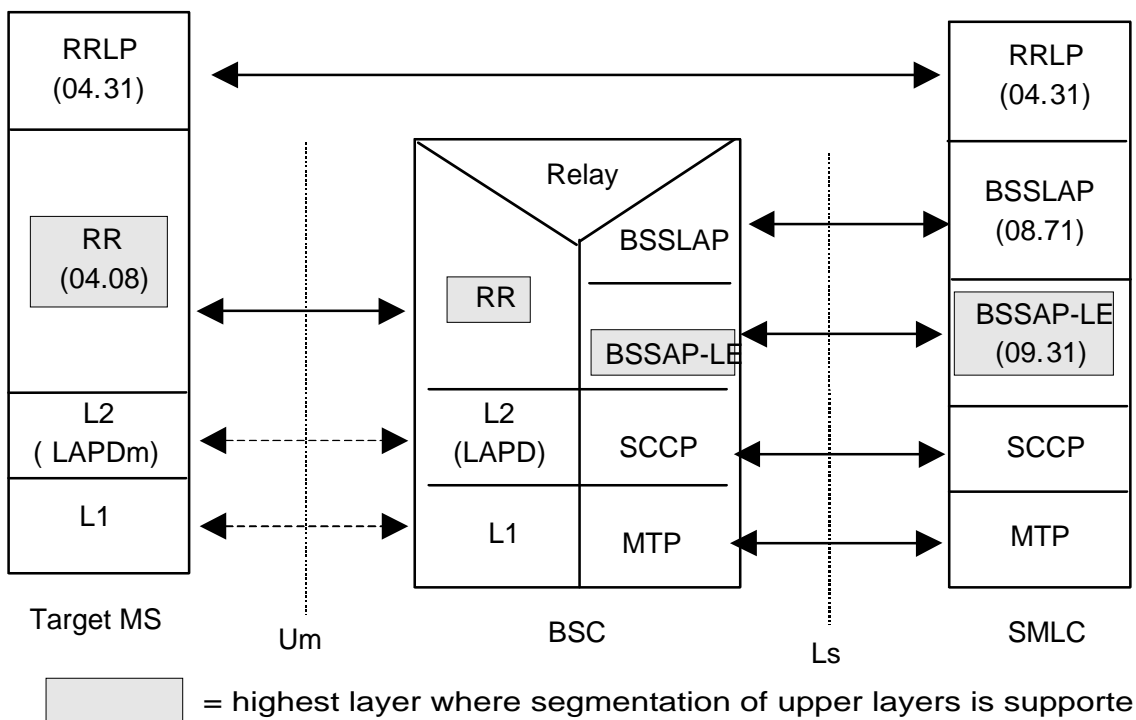 RRLP
(04.31)
RR
(04.08)
L2
( LAPDm)
L1
Target MS
Um
Relay
RR
BSSLAP
BSSAP-LE
L2
(LAPD)
SCCP
L1
MTP
BSC
Ls
RRLP
(04.31)
BSSLAP
(08.71)
BSSAP-LE
(09.31)
SCCP
MTP
SMLC
= highest layer where segmentation of upper layers is supporte